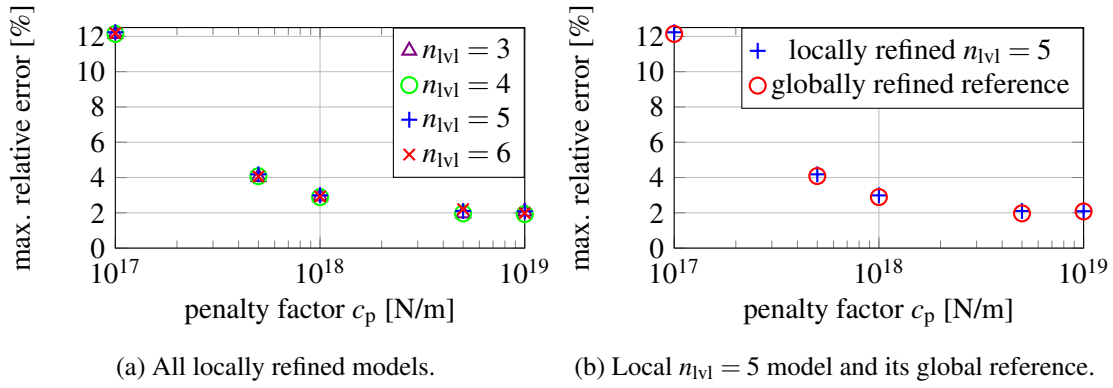 max. relative error [%]
12
10
8
6
4
2
0
10^17
10^18
10^19
penalty factor c_p [N/m]
n_lvl = 3
n_lvl = 4
n_lvl = 5
n_lvl = 6
(a) All locally refined models.
max. relative error [%]
12
10
8
6
4
2
0
10^17
10^18
10^19
penalty factor c_p [N/m]
locally refined n_lvl = 5
globally refined reference
(b) Local n_lvl = 5 model and its global reference.